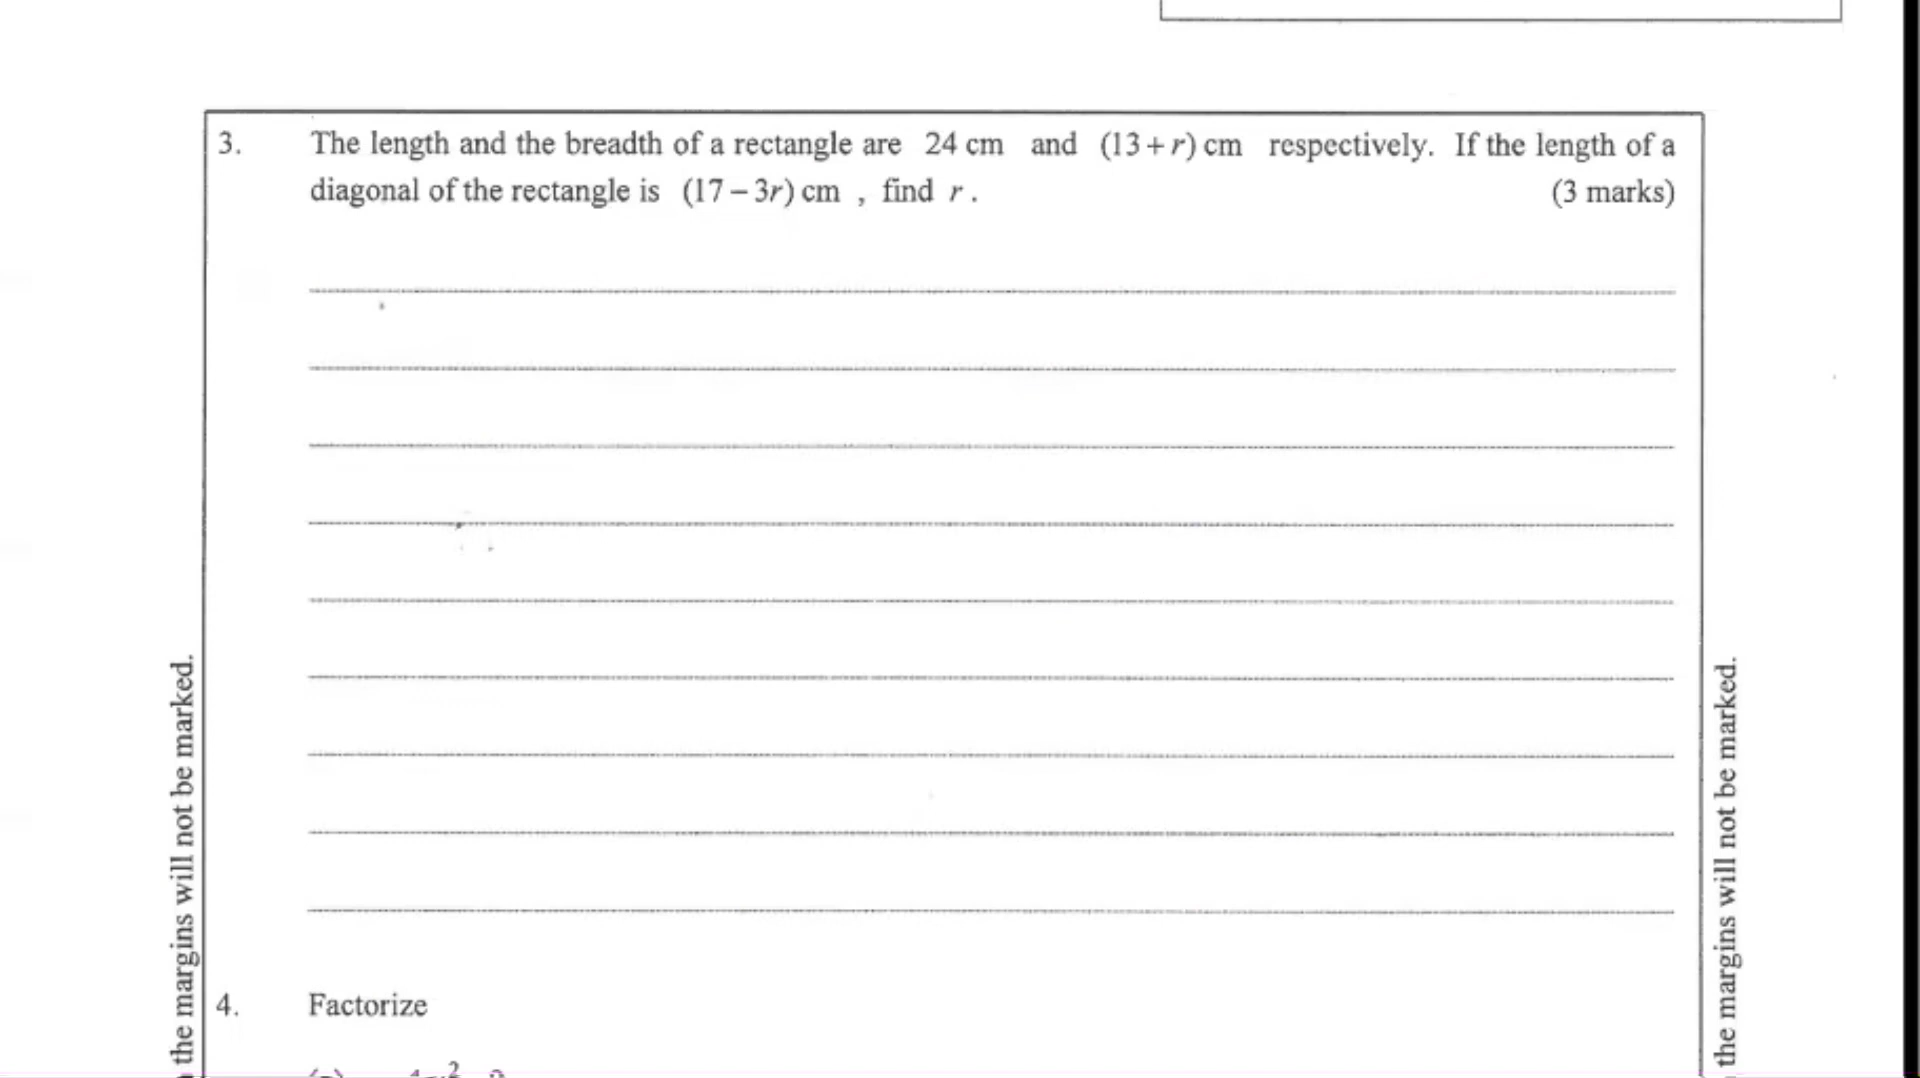 3. The length and the breadth of a rectangle are 24 cm and (13+r) cm respectively. If the length of a
diagonal of the rectangle is (17−3r) cm , find r . (3 marks)
4. Factorize
the margins will not be marked.
the margins will not be marked.